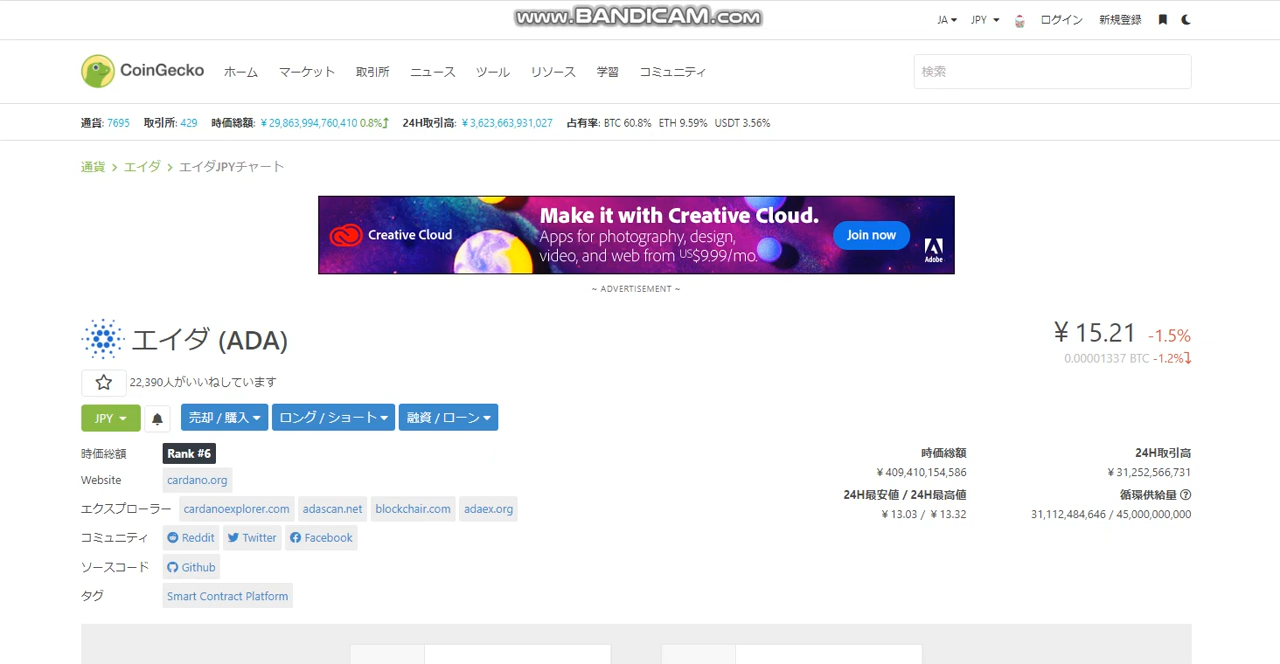 www.BANDICAM.com
JA JPY ログイン 新規登録
CoinGecko ホーム マーケット 取引所 ニュース ツール リソース 学習 コミュニティ 検索
通貨: 7695 取引所: 429 時価総額: ¥29,863,994,760,410 0.8% 24H取引高: ¥3,623,663,931,027 占有率: BTC 60.8% ETH 9.59% USDT 3.56%
通貨 > エイダ > エイダJPYチャート
Creative Cloud
Make it with Creative Cloud.
Apps for photography, design,
video, and web from US$9.99/mo.
Join now
Adobe
~ ADVERTISEMENT ~
エイダ (ADA)
¥15.21 -1.5%
0.00001337 BTC -1.2%
22,390人がいいねしています
JPY 売却 / 購入 ロング / ショート 融資 / ローン
時価総額 Rank #6
Website cardano.org
エクスプローラー cardanoexplorer.com adascan.net blockchair.com adaex.org
コミュニティ Reddit Twitter Facebook
ソースコード Github
タグ Smart Contract Platform
時価総額 24H取引高
¥409,410,154,586 ¥31,252,566,731
24H最安値 / 24H最高値 循環供給量
¥13.03 / ¥13.32 31,112,484,646 / 45,000,000,000